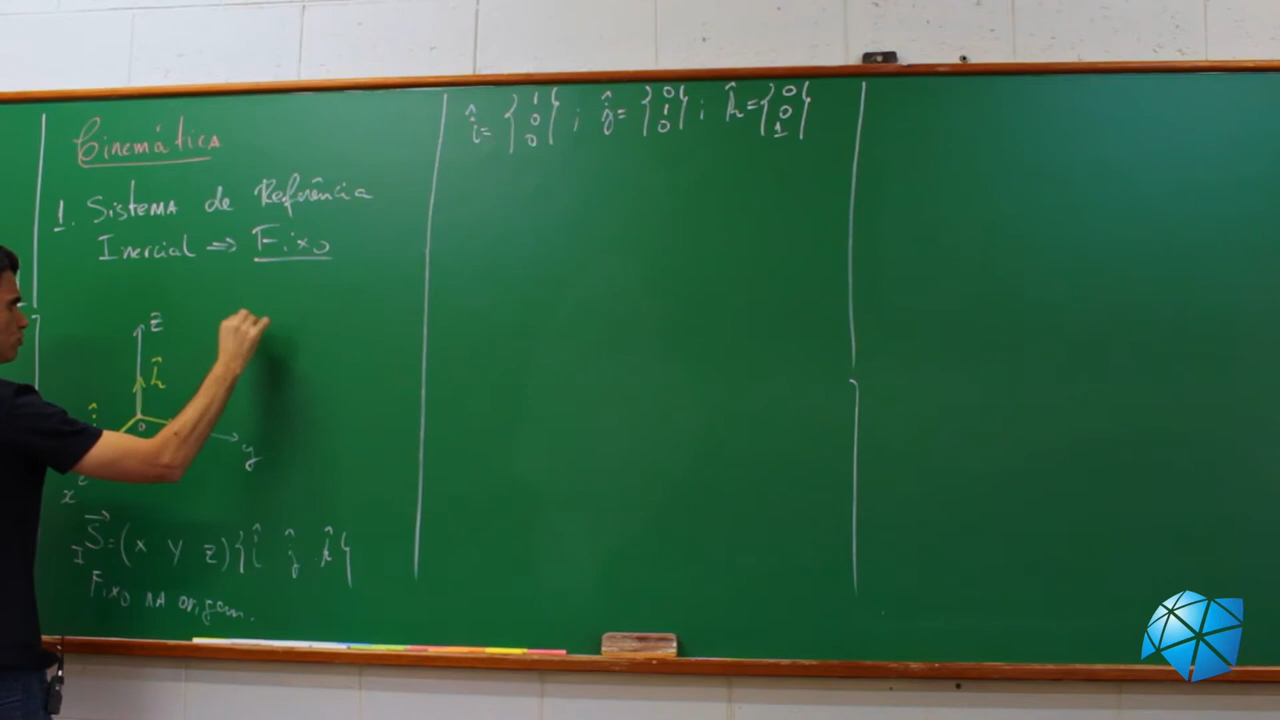 Cinemática
1. Sistema de Referência
Inercial ⇒ Fixo
z
k̂
î
o
y
x
I S⃗=(x y z){î ĵ k̂}
Fixo na origem.
î={1 0 0}; ĵ={0 1 0}; k̂={0 0 1}